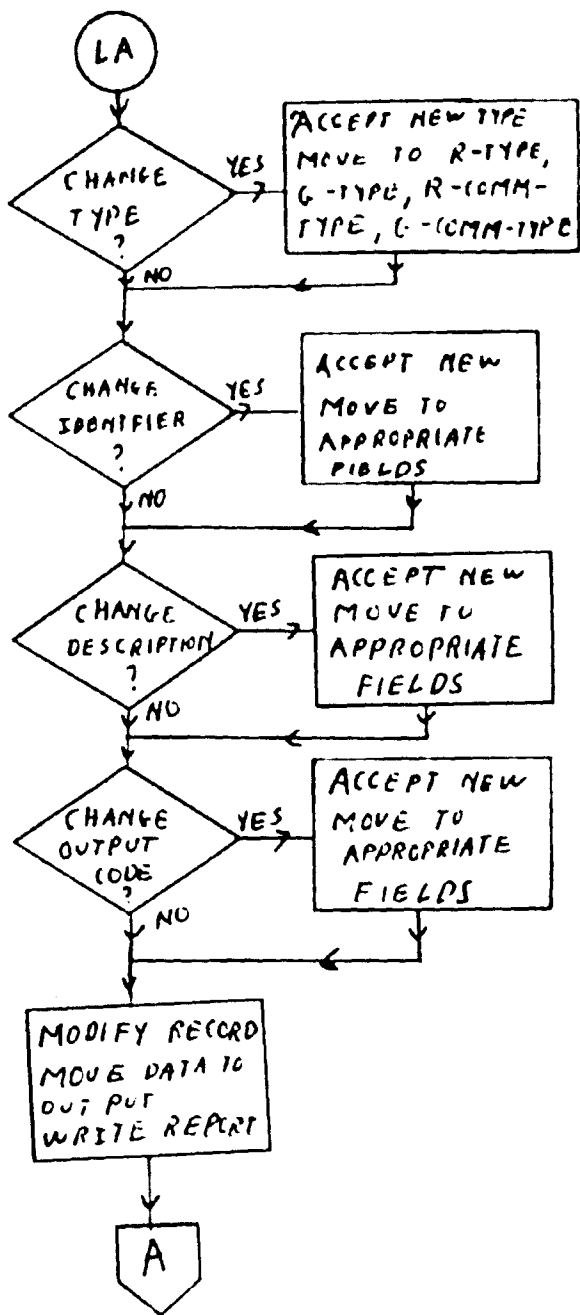 LA
CHANGE
TYPE
?
YES
ACCEPT NEW TYPE
MOVE TO R-TYPE,
G-TYPE, R-COMM-
TYPE, G-COMM-TYPE
NO
CHANGE
IDENTIFIER
?
YES
ACCEPT NEW
MOVE TO
APPROPRIATE
FIELDS
NO
CHANGE
DESCRIPTION
?
YES
ACCEPT NEW
MOVE TO
APPROPRIATE
FIELDS
NO
CHANGE
OUTPUT
CODE
?
YES
ACCEPT NEW
MOVE TO
APPROPRIATE
FIELDS
NO
MODIFY RECORD
MOVE DATA TO
OUT PUT
WRITE REPORT
A